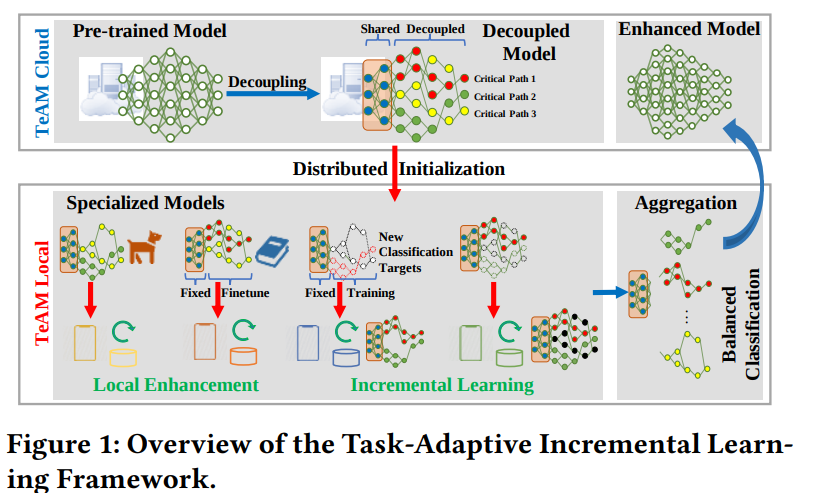 TeAM Cloud
Pre-trained Model
Decoupling
Shared Decoupled
Decoupled
Model
Critical Path 1
Critical Path 2
Critical Path 3
Enhanced Model
Distributed Initialization
TeAM Local
Specialized Models
Fixed Finetune
New
Classification
Targets
Fixed Training
Local Enhancement
Incremental Learning
Aggregation
...
Balanced
Classification
Figure 1: Overview of the Task-Adaptive Incremental Learn-
ing Framework.